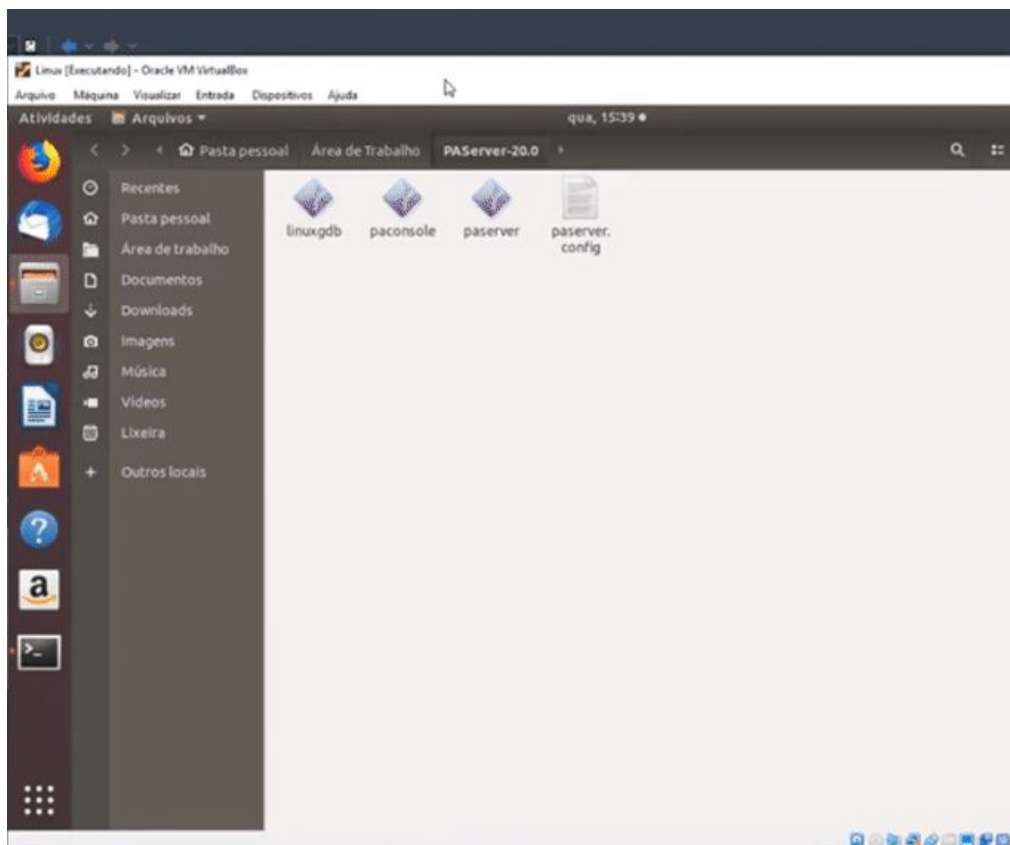 Linux [Executando] - Oracle VM VirtualBox
Arquivo Máquina Visualizar Entrada Dispositivos Ajuda
Atividades Arquivos qua, 15:39
Pasta pessoal Área de Trabalho PAServer-20.0
Recentes
Pasta pessoal
Área de trabalho
Documentos
Downloads
Imagens
Música
Vídeos
Lixeira
Outros locais
linuxgdb paconsole paserver paserver.
config
a